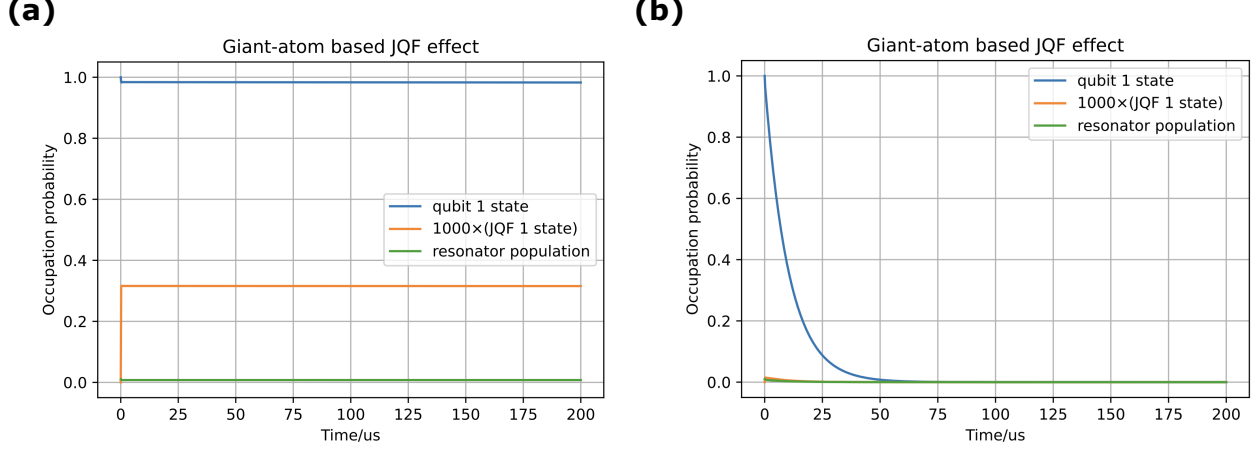 (a)
Giant-atom based JQF effect
Occupation probability
1.0
0.8
0.6
0.4
0.2
0.0
qubit 1 state
1000×(JQF 1 state)
resonator population
0 25 50 75 100 125 150 175 200
Time/us
(b)
Giant-atom based JQF effect
Occupation probability
1.0
0.8
0.6
0.4
0.2
0.0
qubit 1 state
1000×(JQF 1 state)
resonator population
0 25 50 75 100 125 150 175 200
Time/us